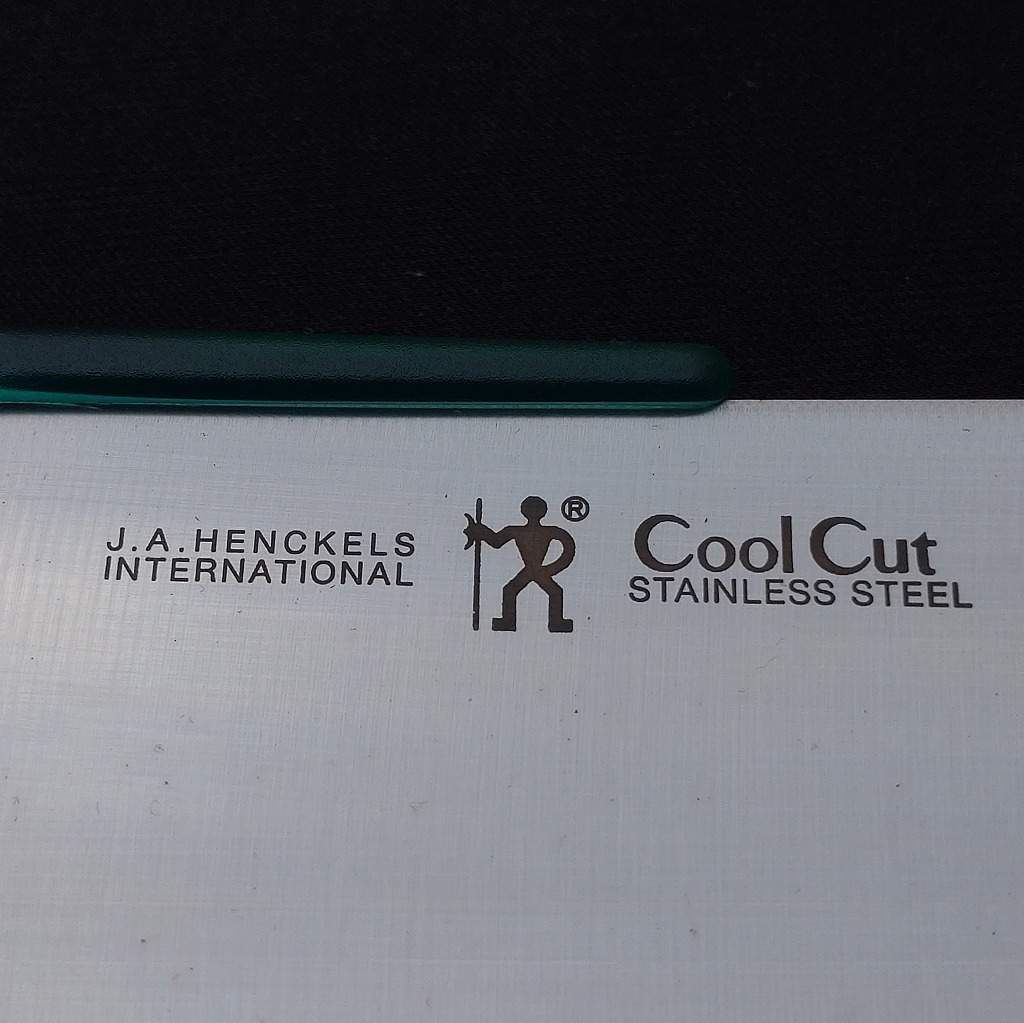 J.A.HENCKELS
INTERNATIONAL
®
Cool Cut
STAINLESS STEEL